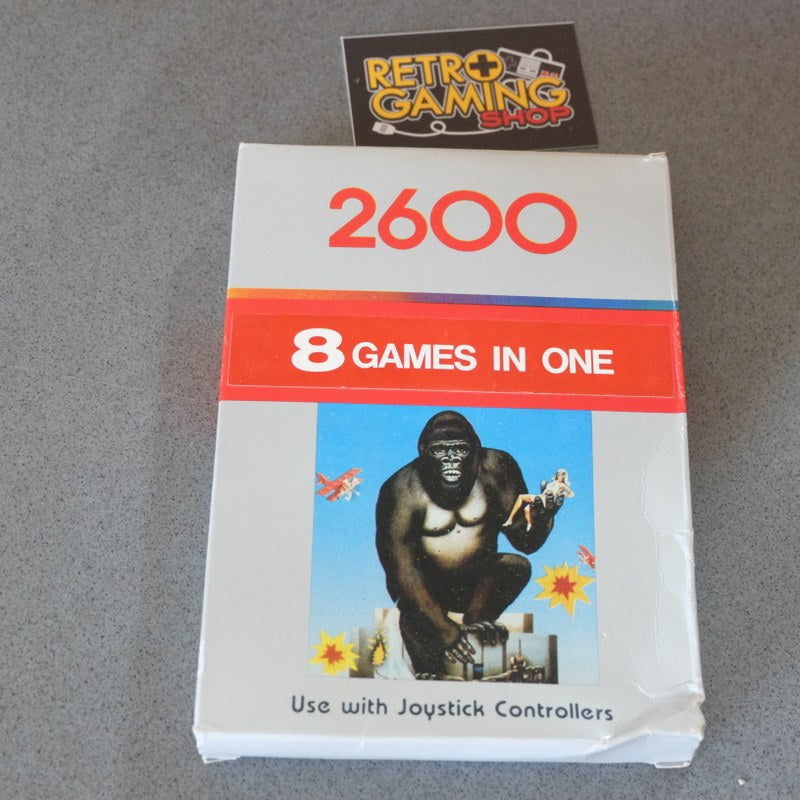 RETRO
GAMING
SHOP
2600
8 GAMES IN ONE
Use with Joystick Controllers